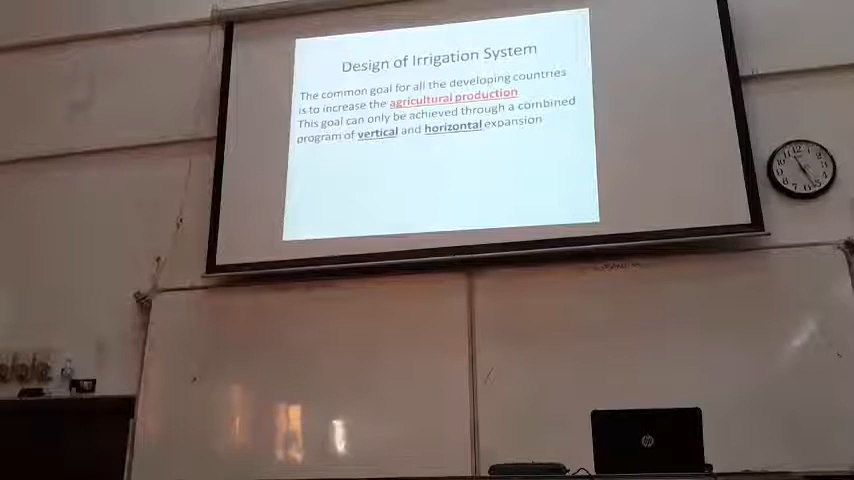 Design of Irrigation System
The common goal for all the developing countries
is to increase the agricultural production
This goal can only be achieved through a combined
program of vertical and horizontal expansion